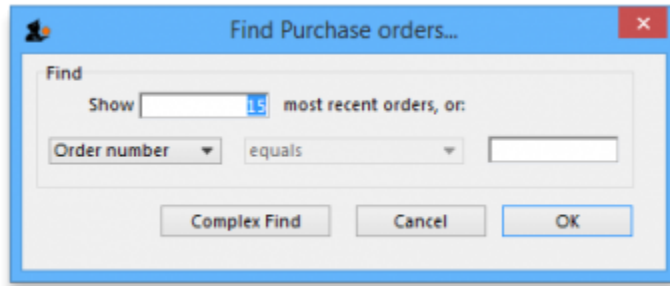 Find Purchase orders...
Find
Show 15 most recent orders, or:
Order number equals
Complex Find Cancel OK